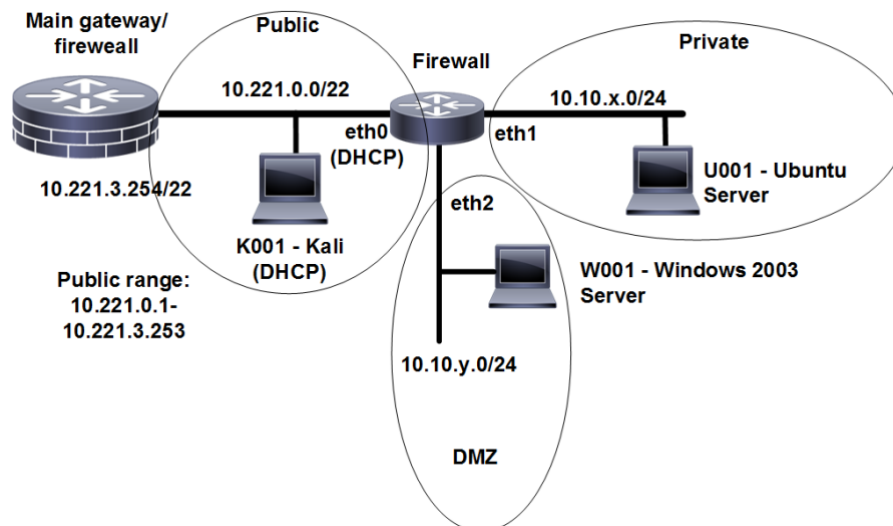 Main gateway/
fireweall
Public
Private
Firewall
10.221.0.0/22
10.10.x.0/24
eth0
(DHCP)
eth1
10.221.3.254/22
U001 - Ubuntu
Server
eth2
K001 - Kali
(DHCP)
W001 - Windows 2003
Server
Public range:
10.221.0.1-
10.221.3.253
10.10.y.0/24
DMZ